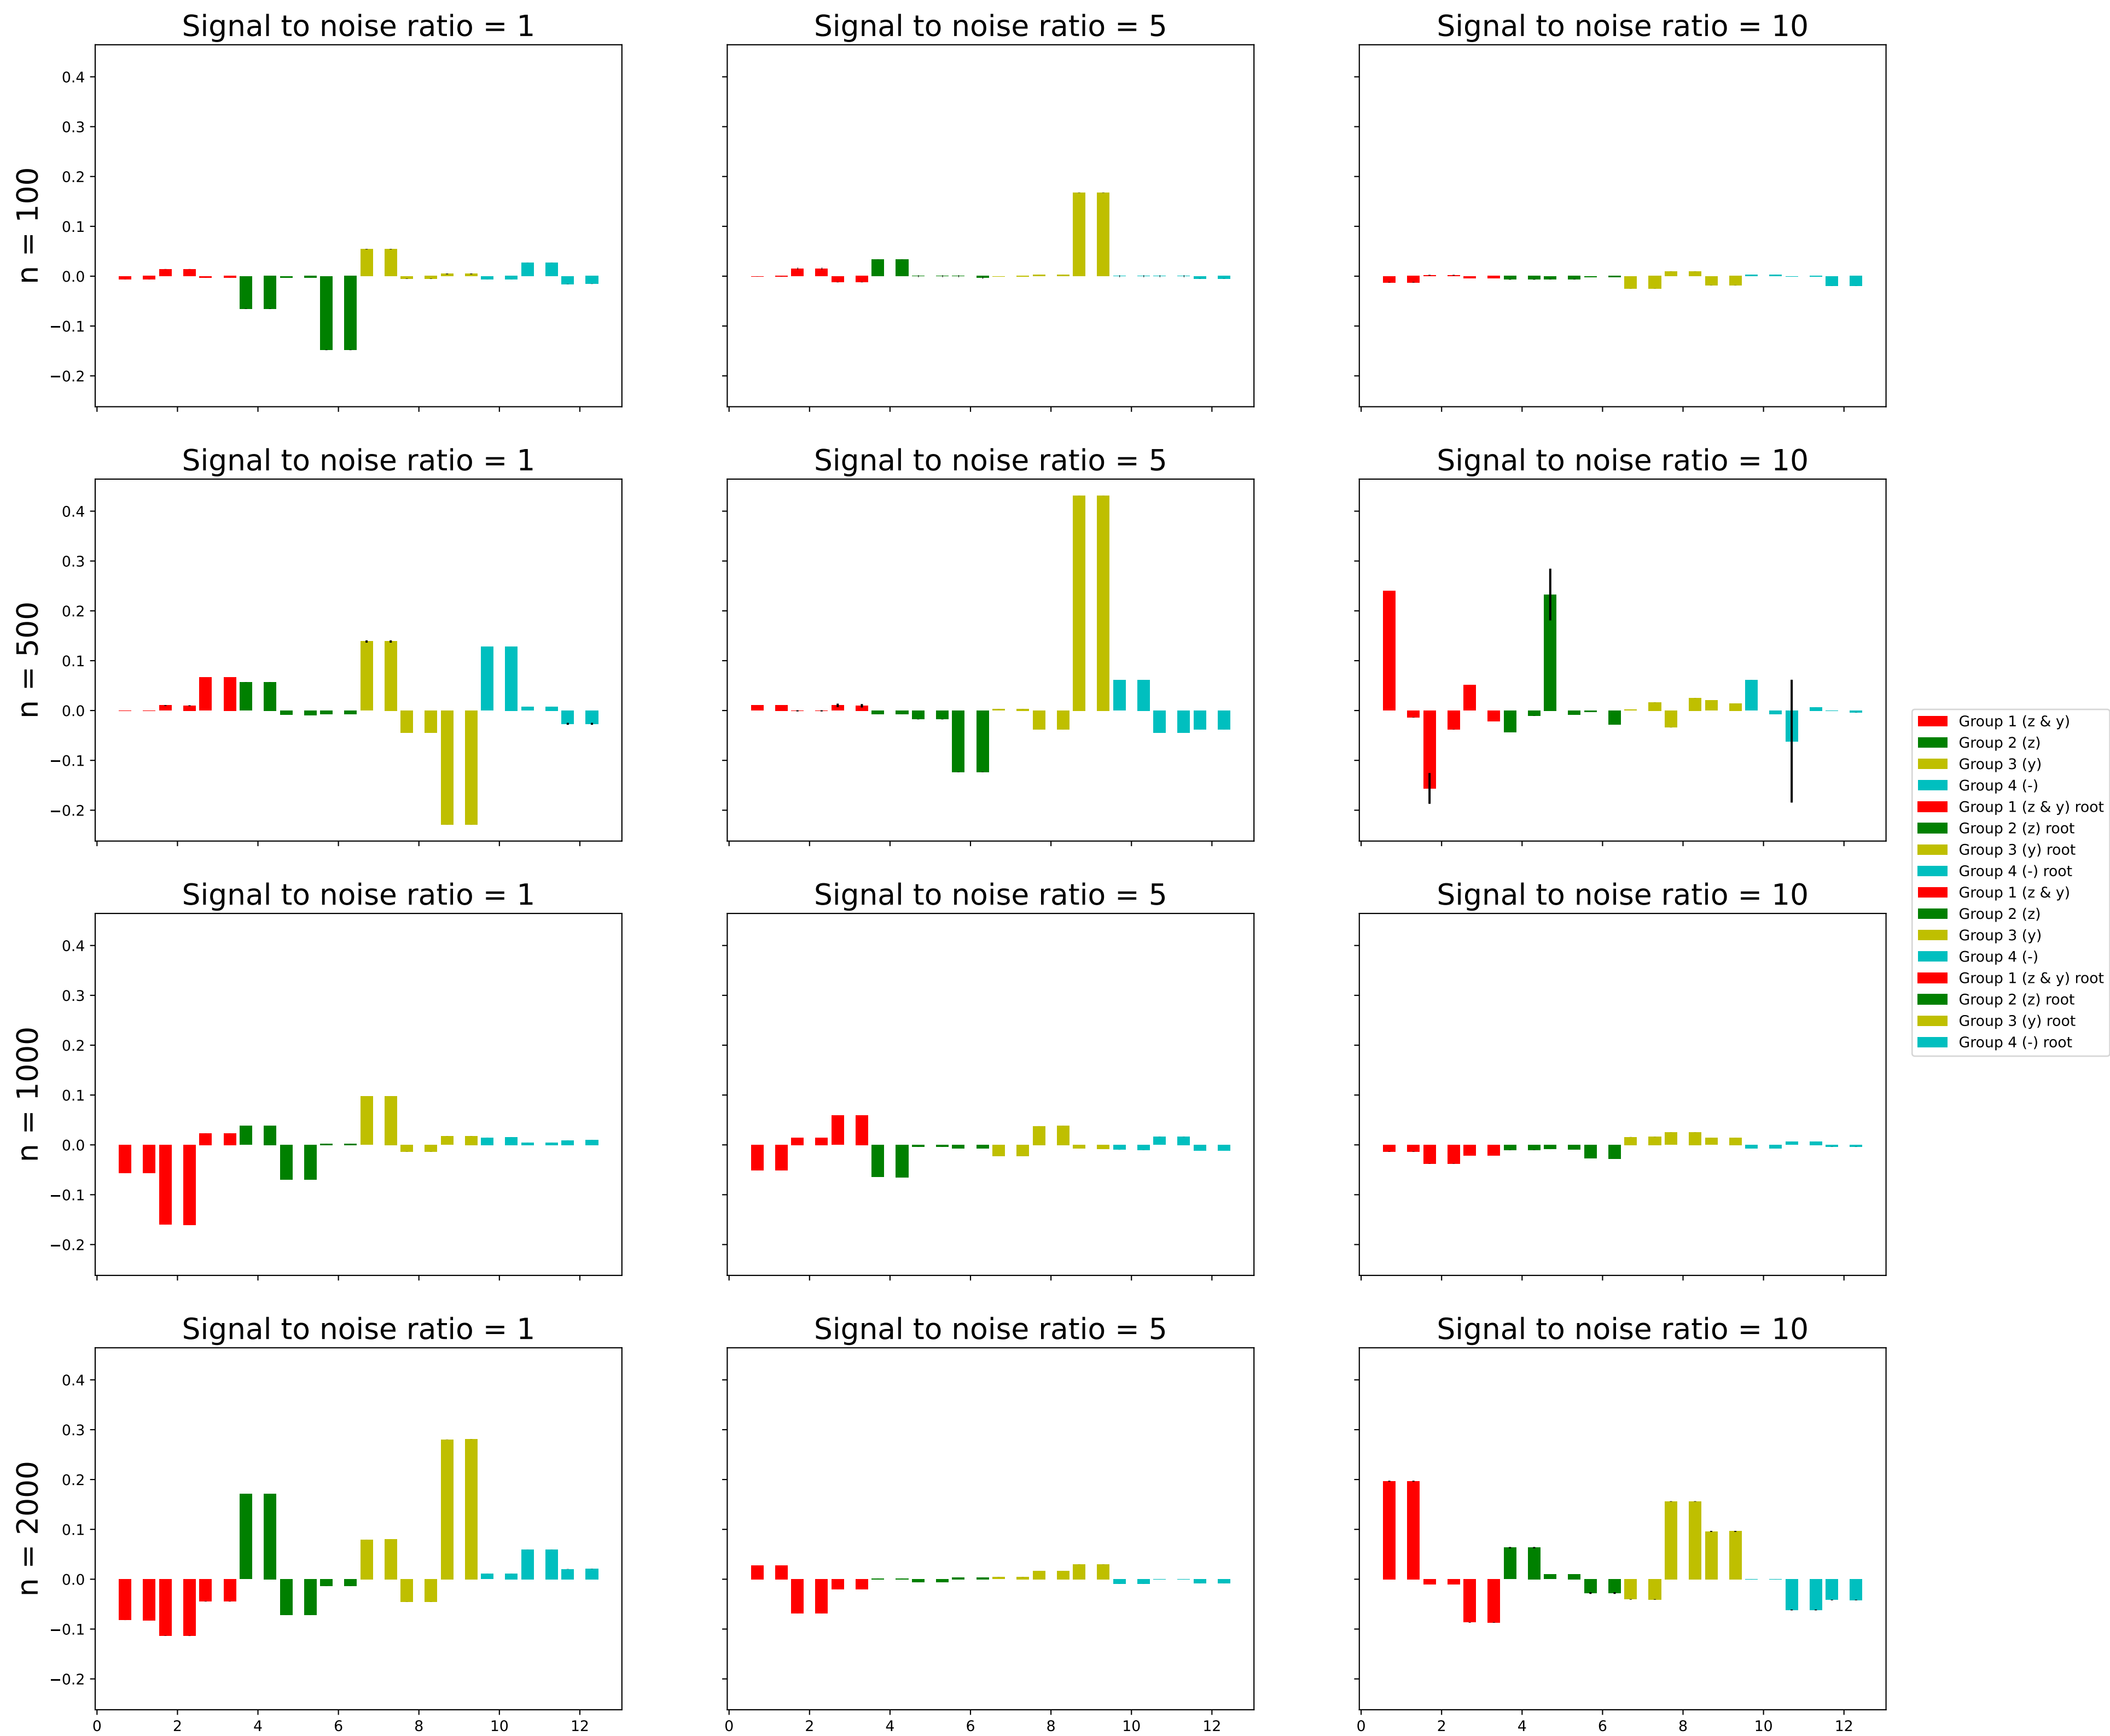 Signal to noise ratio = 1
Signal to noise ratio = 5
Signal to noise ratio = 10
n = 100
0.4
0.3
0.2
0.1
0.0
−0.1
−0.2
0 2 4 6 8 10 12
Signal to noise ratio = 1
Signal to noise ratio = 5
Signal to noise ratio = 10
n = 500
0.4
0.3
0.2
0.1
0.0
−0.1
−0.2
Signal to noise ratio = 1
Signal to noise ratio = 5
Signal to noise ratio = 10
n = 1000
0.4
0.3
0.2
0.1
0.0
−0.1
−0.2
Signal to noise ratio = 1
Signal to noise ratio = 5
Signal to noise ratio = 10
n = 2000
0.4
0.3
0.2
0.1
0.0
−0.1
−0.2
0 2 4 6 8 10 12
0 2 4 6 8 10 12
Group 1 (z & y)
Group 2 (z)
Group 3 (y)
Group 4 (-)
Group 1 (z & y) root
Group 2 (z) root
Group 3 (y) root
Group 4 (-) root
Group 1 (z & y)
Group 2 (z)
Group 3 (y)
Group 4 (-)
Group 1 (z & y) root
Group 2 (z) root
Group 3 (y) root
Group 4 (-) root